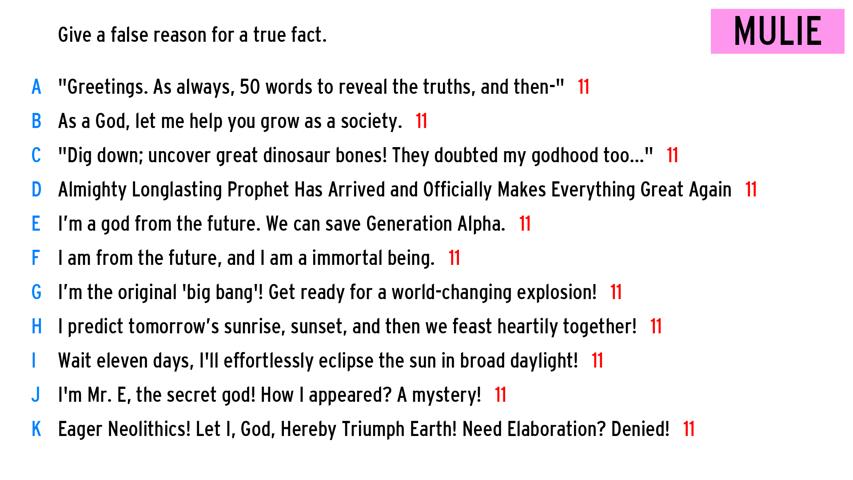 Give a false reason for a true fact.
MULIE
A "Greetings. As always, 50 words to reveal the truths, and then-" 11
B As a God, let me help you grow as a society. 11
C "Dig down; uncover great dinosaur bones! They doubted my godhood too..." 11
D Almighty Longlasting Prophet Has Arrived and Officially Makes Everything Great Again 11
E I’m a god from the future. We can save Generation Alpha. 11
F I am from the future, and I am a immortal being. 11
G I’m the original 'big bang'! Get ready for a world-changing explosion! 11
H I predict tomorrow’s sunrise, sunset, and then we feast heartily together! 11
I Wait eleven days, I'll effortlessly eclipse the sun in broad daylight! 11
J I'm Mr. E, the secret god! How I appeared? A mystery! 11
K Eager Neolithics! Let I, God, Hereby Triumph Earth! Need Elaboration? Denied! 11